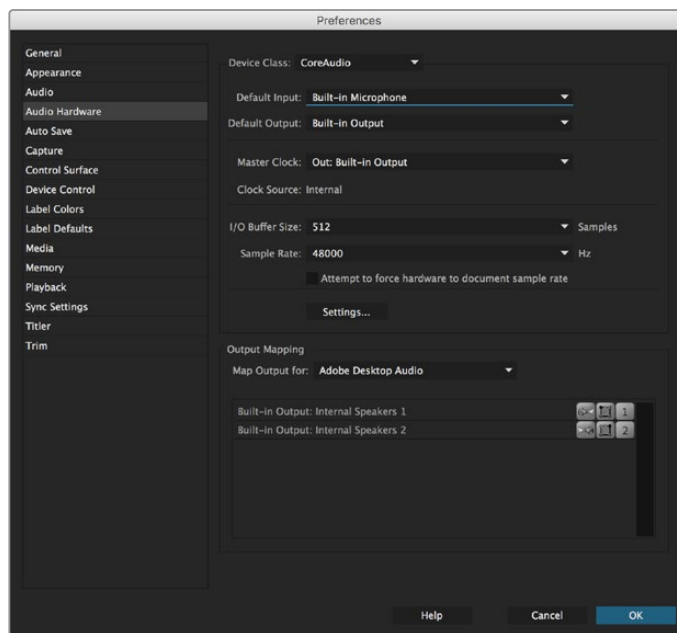 Preferences
General
Appearance
Audio
Audio Hardware
Auto Save
Capture
Control Surface
Device Control
Label Colors
Label Defaults
Media
Memory
Playback
Sync Settings
Titler
Trim
Device Class: CoreAudio
Default Input: Built-in Microphone
Default Output: Built-in Output
Master Clock: Out: Built-in Output
Clock Source: Internal
I/O Buffer Size: 512 Samples
Sample Rate: 48000 Hz
Attempt to force hardware to document sample rate
Settings...
Output Mapping
Map Output for: Adobe Desktop Audio
Built-in Output: Internal Speakers 1 1
Built-in Output: Internal Speakers 2 2
Help Cancel OK